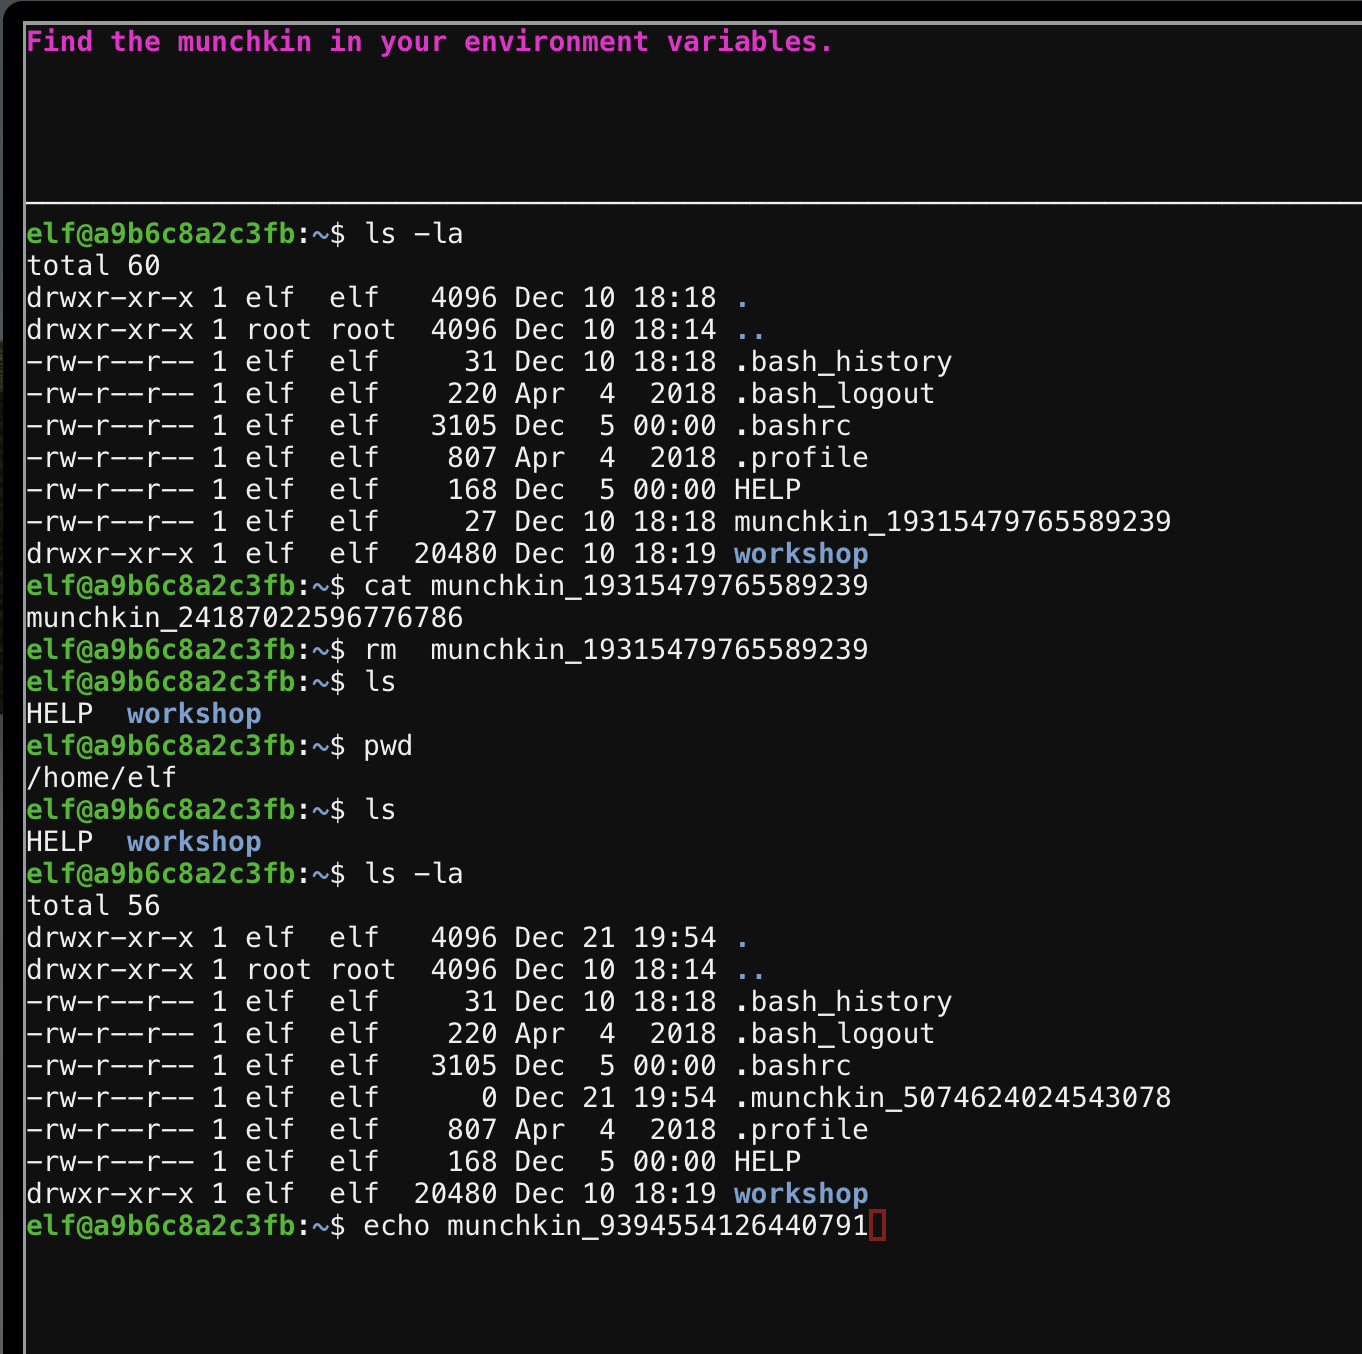 Find the munchkin in your environment variables.
elf@a9b6c8a2c3fb:~$ ls -la
total 60
drwxr-xr-x 1 elf  elf   4096 Dec 10 18:18 .
drwxr-xr-x 1 root root  4096 Dec 10 18:14 ..
-rw-r--r-- 1 elf  elf     31 Dec 10 18:18 .bash_history
-rw-r--r-- 1 elf  elf    220 Apr  4  2018 .bash_logout
-rw-r--r-- 1 elf  elf   3105 Dec  5 00:00 .bashrc
-rw-r--r-- 1 elf  elf    807 Apr  4  2018 .profile
-rw-r--r-- 1 elf  elf    168 Dec  5 00:00 HELP
-rw-r--r-- 1 elf  elf     27 Dec 10 18:18 munchkin_19315479765589239
drwxr-xr-x 1 elf  elf  20480 Dec 10 18:19 workshop
elf@a9b6c8a2c3fb:~$ cat munchkin_19315479765589239
munchkin_24187022596776786
elf@a9b6c8a2c3fb:~$ rm  munchkin_19315479765589239
elf@a9b6c8a2c3fb:~$ ls
HELP  workshop
elf@a9b6c8a2c3fb:~$ pwd
/home/elf
elf@a9b6c8a2c3fb:~$ ls
HELP  workshop
elf@a9b6c8a2c3fb:~$ ls -la
total 56
drwxr-xr-x 1 elf  elf   4096 Dec 21 19:54 .
drwxr-xr-x 1 root root  4096 Dec 10 18:14 ..
-rw-r--r-- 1 elf  elf     31 Dec 10 18:18 .bash_history
-rw-r--r-- 1 elf  elf    220 Apr  4  2018 .bash_logout
-rw-r--r-- 1 elf  elf   3105 Dec  5 00:00 .bashrc
-rw-r--r-- 1 elf  elf      0 Dec 21 19:54 .munchkin_5074624024543078
-rw-r--r-- 1 elf  elf    807 Apr  4  2018 .profile
-rw-r--r-- 1 elf  elf    168 Dec  5 00:00 HELP
drwxr-xr-x 1 elf  elf  20480 Dec 10 18:19 workshop
elf@a9b6c8a2c3fb:~$ echo munchkin_9394554126440791